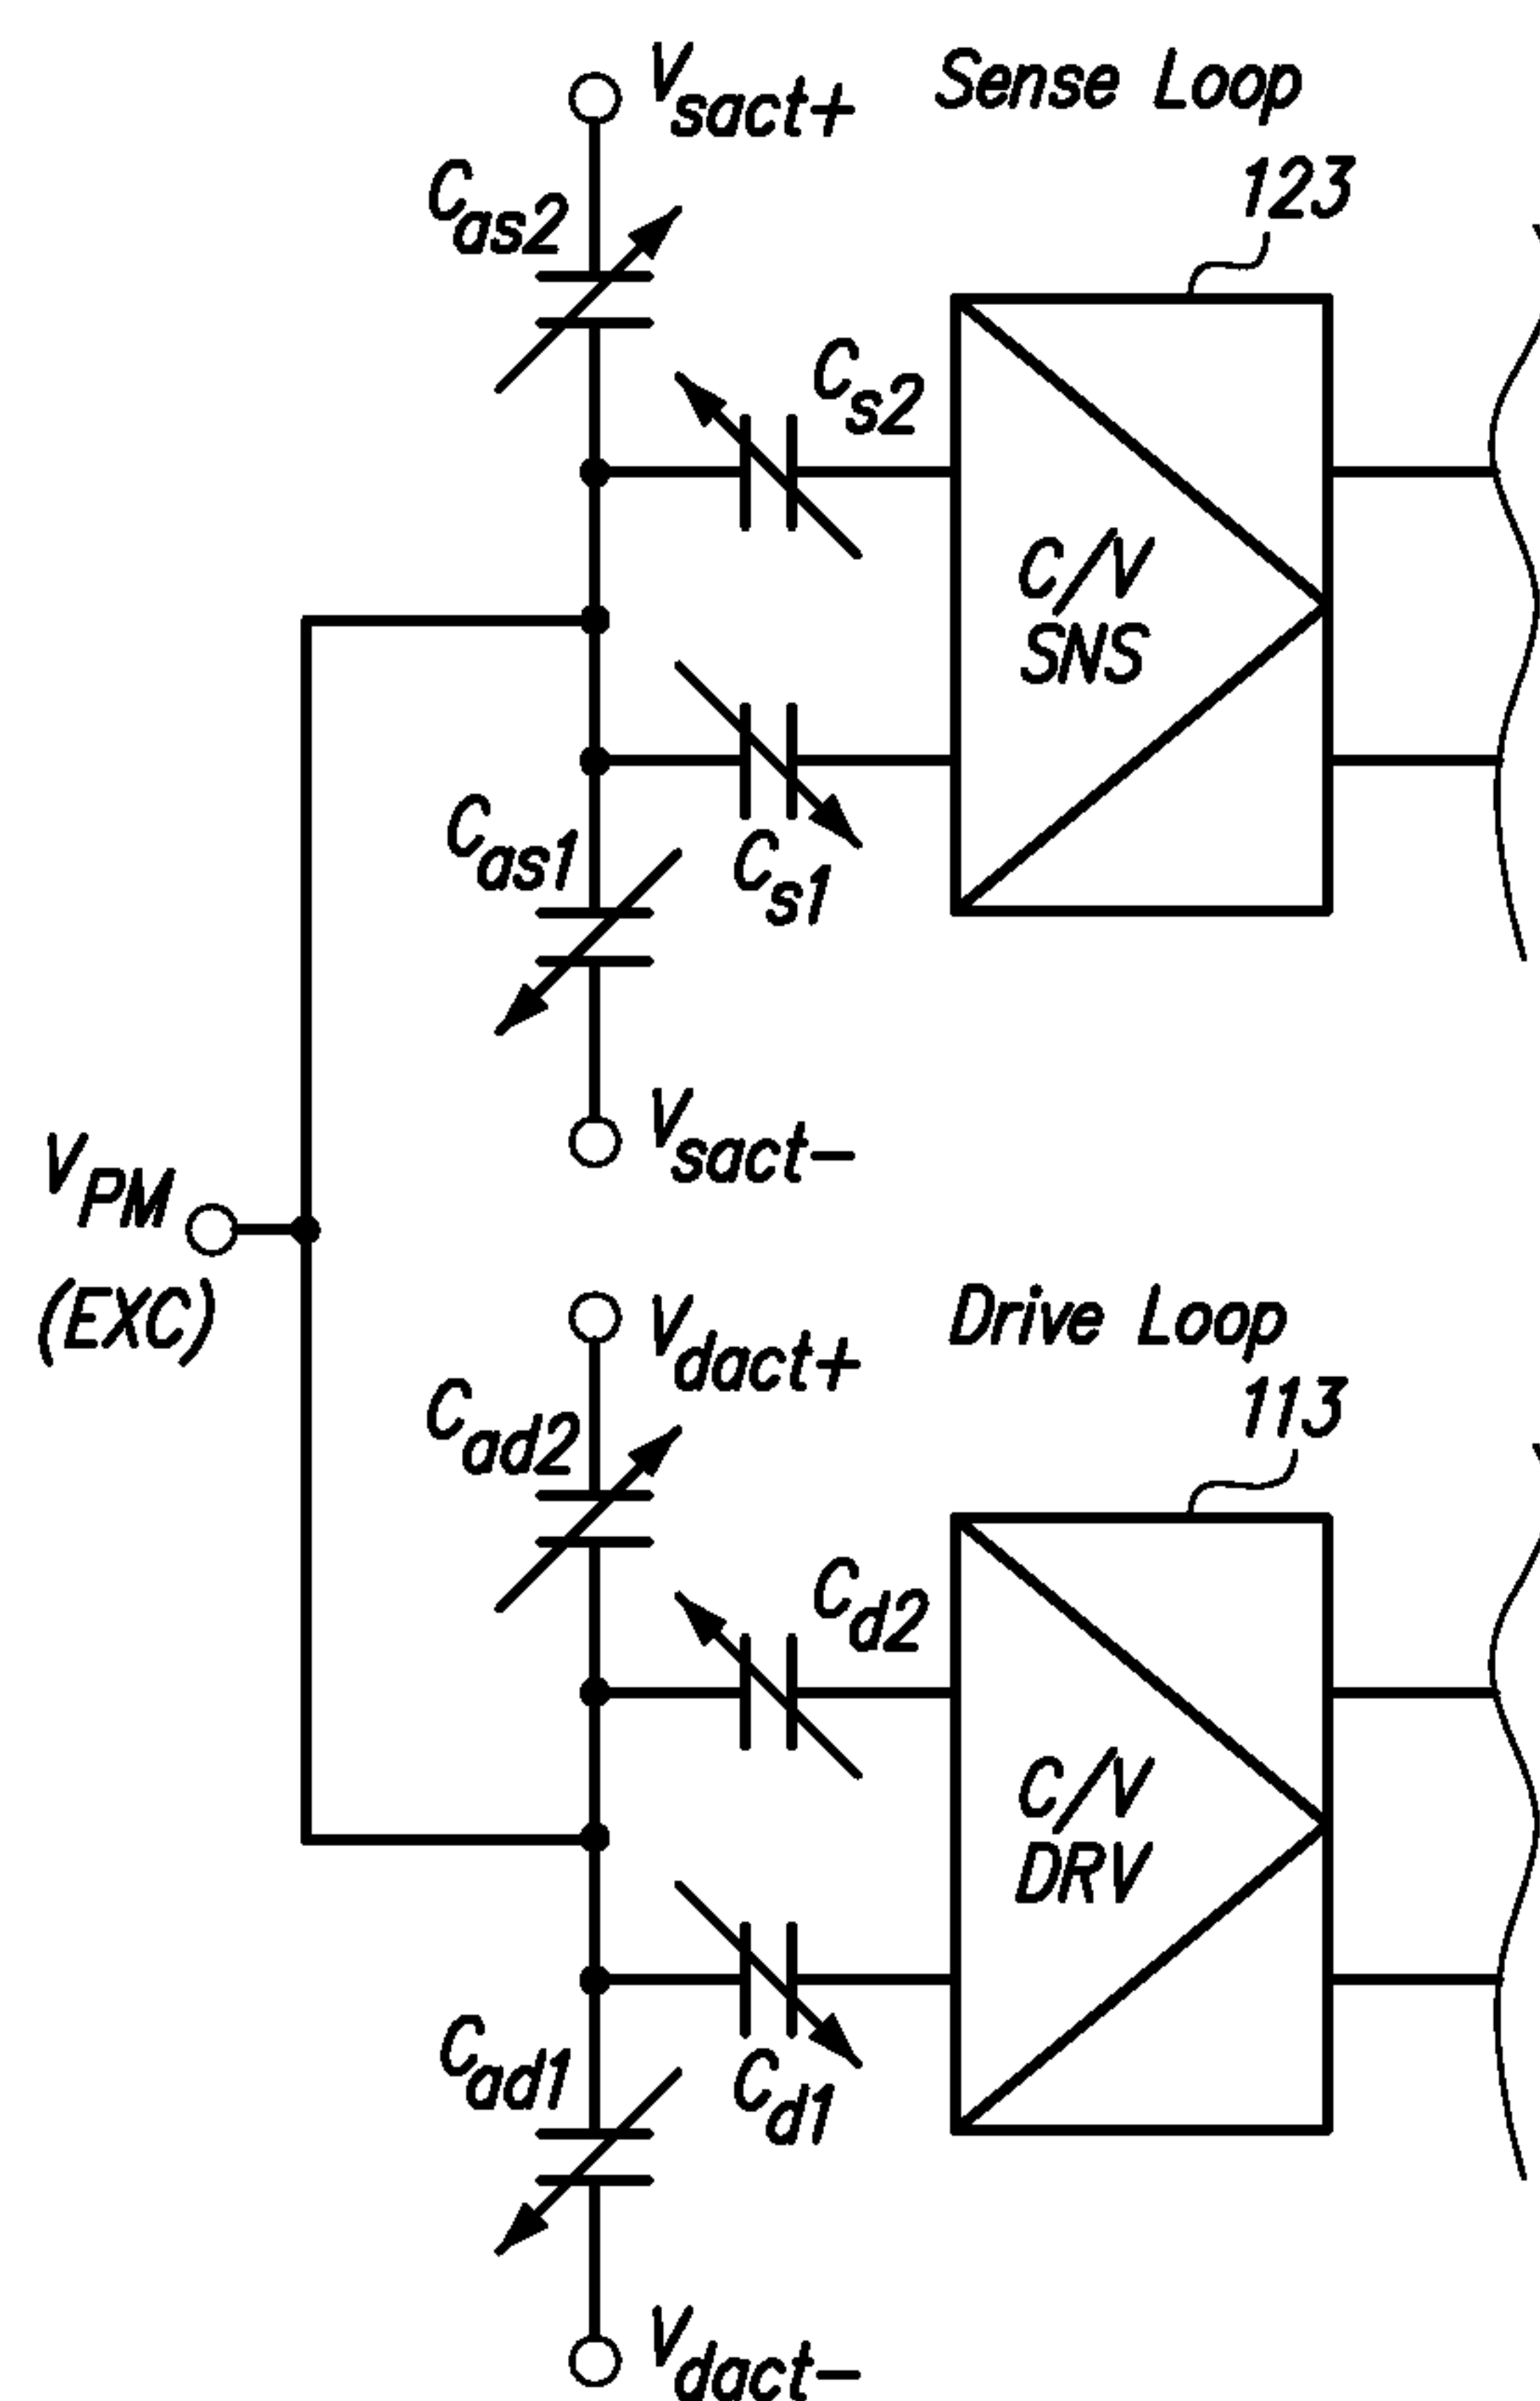 Vsact+
Sense Loop
123
Cas2
Cs2
C/V
SNS
Cas1
Cs1
Vsact-
VPM
(EXC)
Vdact+
Drive Loop
113
Cad2
Cd2
C/V
DRV
Cad1
Cd1
Vdact-